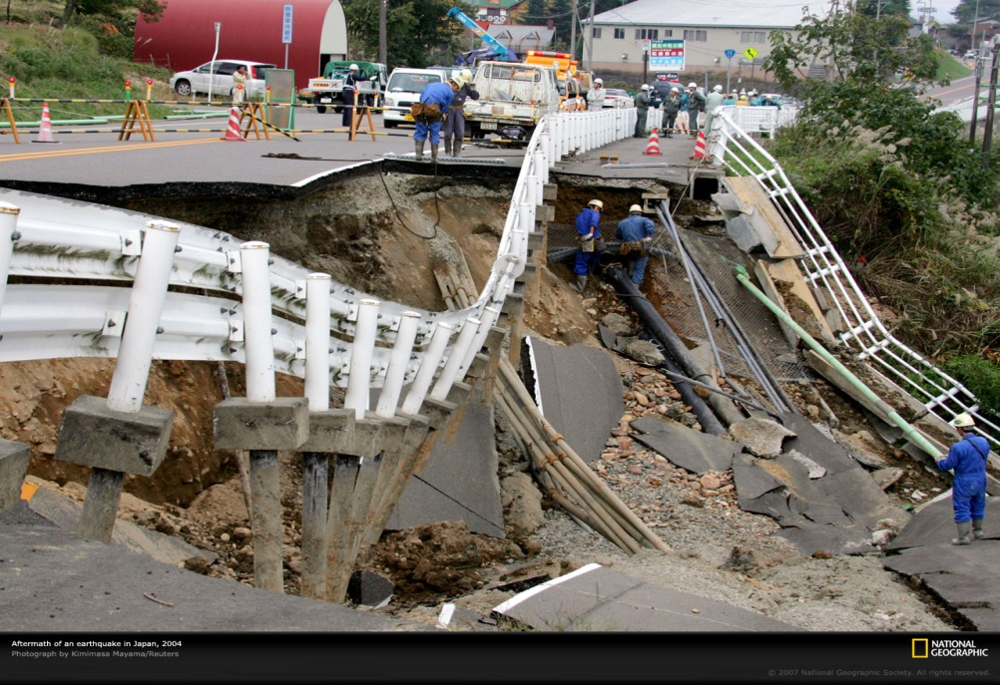 Aftermath of an earthquake in Japan, 2004
Photograph by Kimimasa Mayama/Reuters
NATIONAL
GEOGRAPHIC
© 2007 National Geographic Society. All rights reserved.